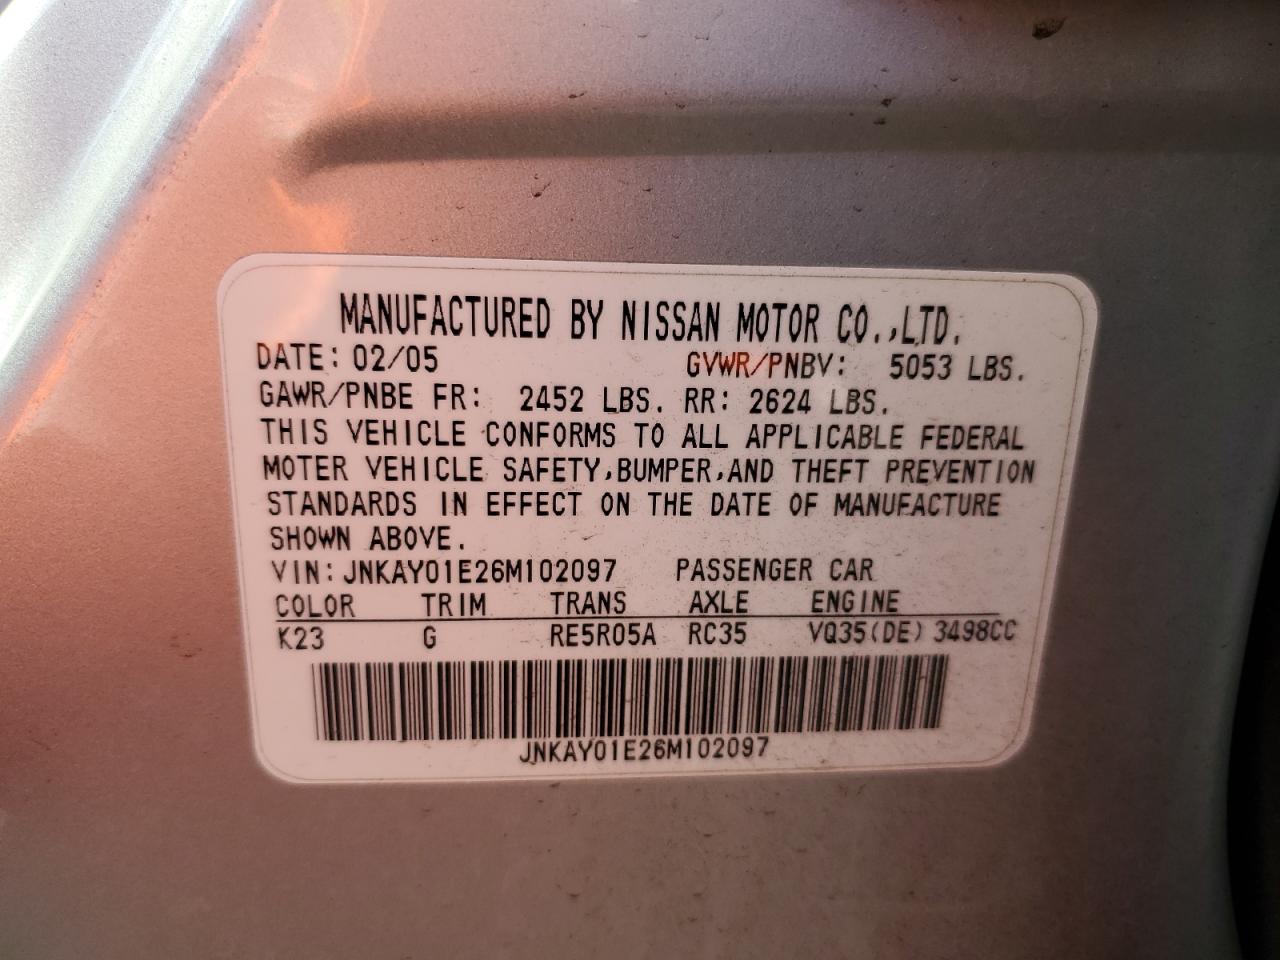 MANUFACTURED BY NISSAN MOTOR CO.,LTD.
DATE: 02/05 GVWR/PNBV: 5053 LBS.
GAWR/PNBE FR: 2452 LBS. RR: 2624 LBS.
THIS VEHICLE CONFORMS TO ALL APPLICABLE FEDERAL
MOTER VEHICLE SAFETY,BUMPER,AND THEFT PREVENTION
STANDARDS IN EFFECT ON THE DATE OF MANUFACTURE
SHOWN ABOVE.
VIN: JNKAY01E26M102097 PASSENGER CAR
COLOR TRIM TRANS AXLE ENGINE
K23 G RE5R05A RC35 VQ35(DE) 3498CC
JNKAY01E26M102097